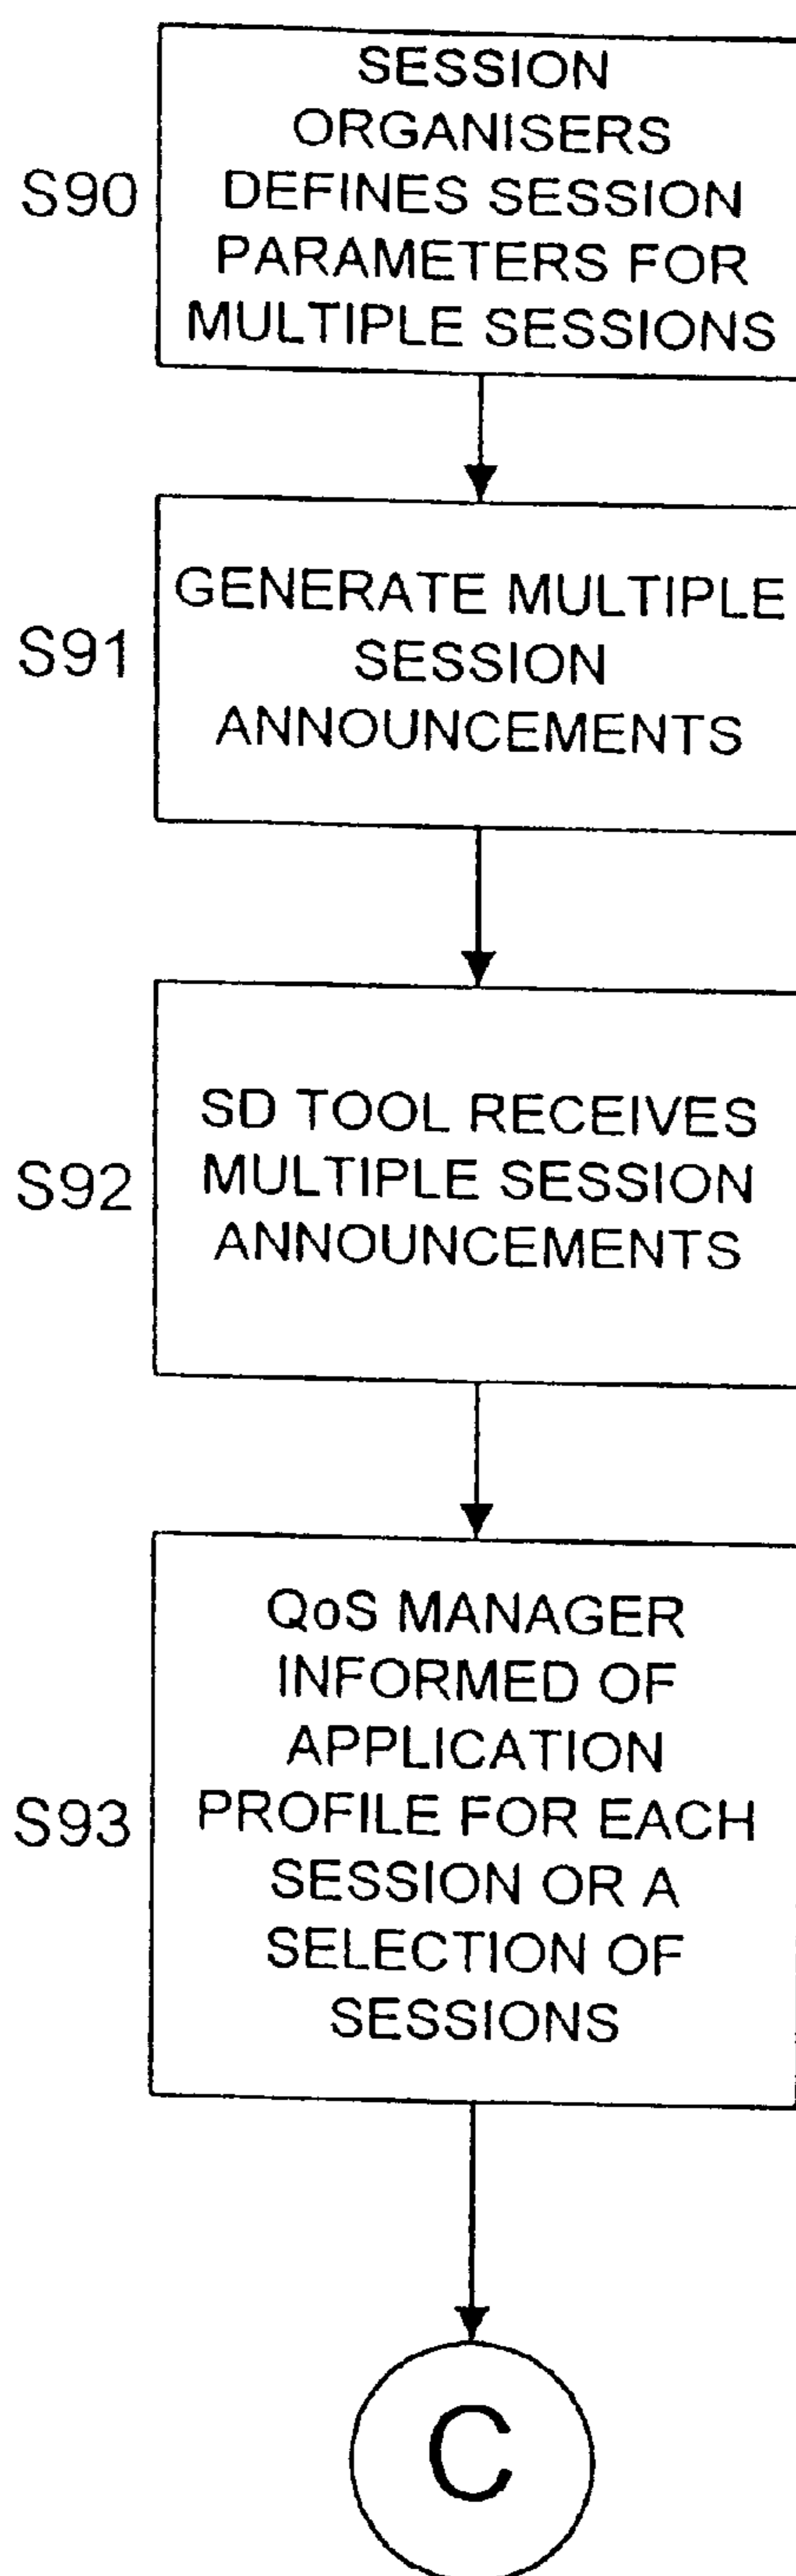 S90
SESSION
ORGANISERS
DEFINES SESSION
PARAMETERS FOR
MULTIPLE SESSIONS
S91
GENERATE MULTIPLE
SESSION
ANNOUNCEMENTS
S92
SD TOOL RECEIVES
MULTIPLE SESSION
ANNOUNCEMENTS
S93
QoS MANAGER
INFORMED OF
APPLICATION
PROFILE FOR EACH
SESSION OR A
SELECTION OF
SESSIONS
C